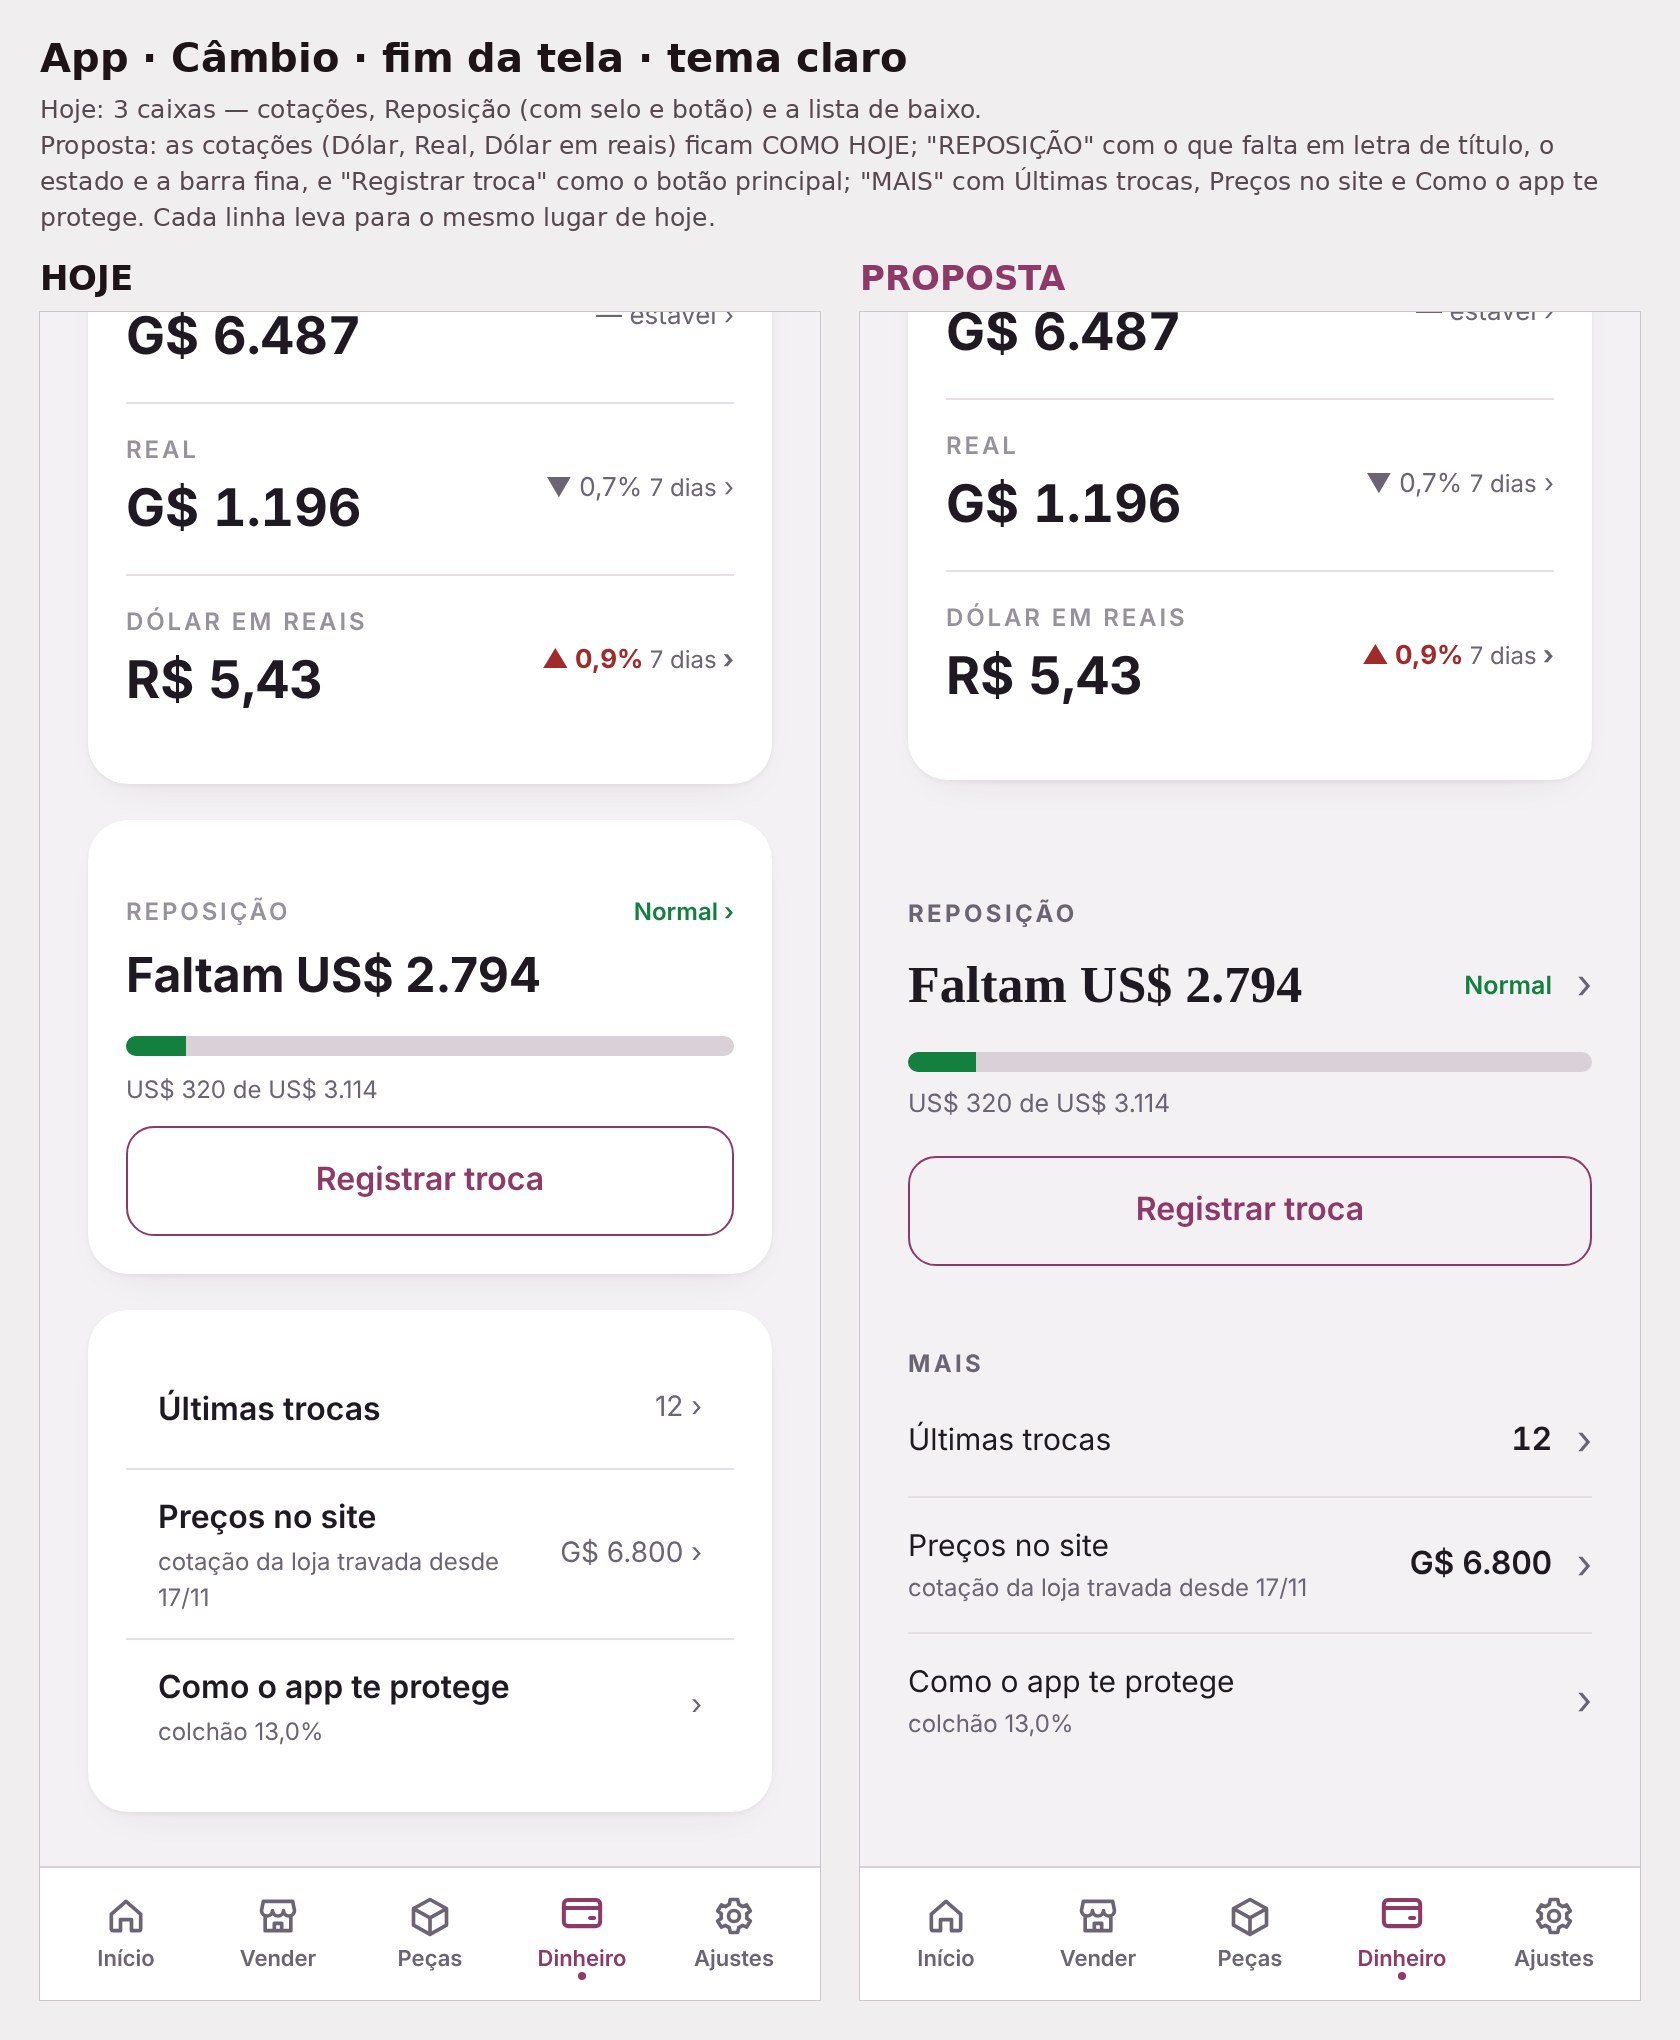 App · Câmbio · fim da tela · tema claro
Hoje: 3 caixas — cotações, Reposição (com selo e botão) e a lista de baixo.
Proposta: as cotações (Dólar, Real, Dólar em reais) ficam COMO HOJE; "REPOSIÇÃO" com o que falta em letra de título, o
estado e a barra fina, e "Registrar troca" como o botão principal; "MAIS" com Últimas trocas, Preços no site e Como o app te
protege. Cada linha leva para o mesmo lugar de hoje.
HOJE
G$ 6.487
— estável ›
REAL
G$ 1.196
▼ 0,7% 7 dias ›
DÓLAR EM REAIS
R$ 5,43
▲ 0,9% 7 dias ›
REPOSIÇÃO
Normal ›
Faltam US$ 2.794
US$ 320 de US$ 3.114
Registrar troca
Últimas trocas
12 ›
Preços no site
cotação da loja travada desde
17/11
G$ 6.800 ›
Como o app te protege
colchão 13,0%
›
Início
Vender
Peças
Dinheiro
Ajustes
PROPOSTA
G$ 6.487
— estável ›
REAL
G$ 1.196
▼ 0,7% 7 dias ›
DÓLAR EM REAIS
R$ 5,43
▲ 0,9% 7 dias ›
REPOSIÇÃO
Faltam US$ 2.794
Normal ›
US$ 320 de US$ 3.114
Registrar troca
MAIS
Últimas trocas
12 ›
Preços no site
cotação da loja travada desde 17/11
G$ 6.800 ›
Como o app te protege
colchão 13,0%
›
Início
Vender
Peças
Dinheiro
Ajustes